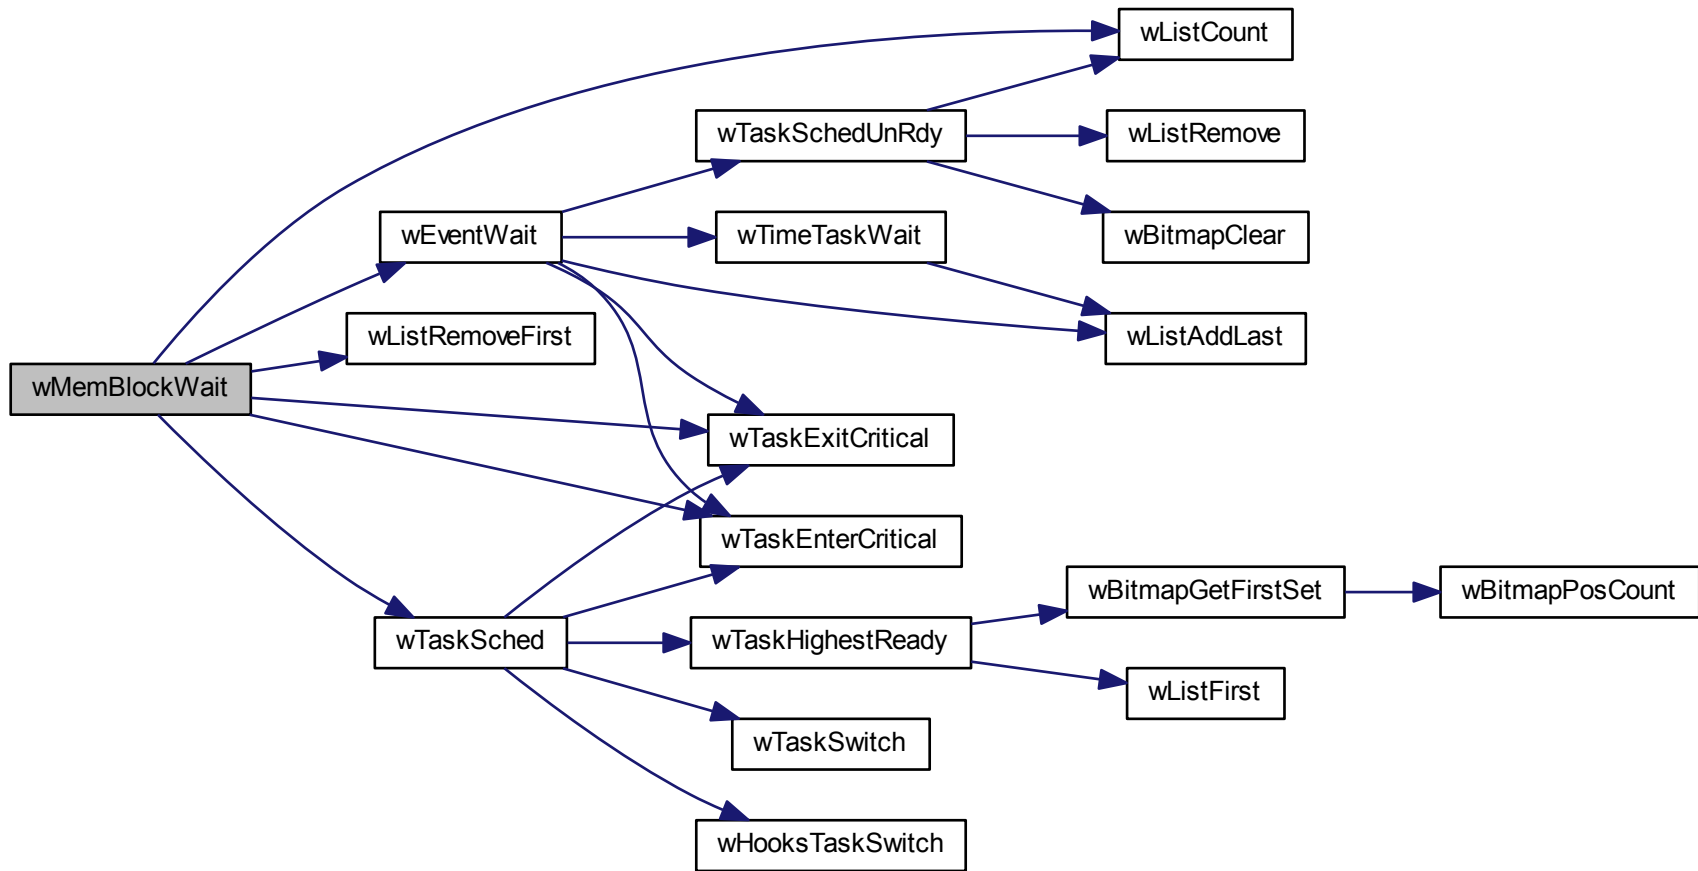 wListCount
wTaskSchedUnRdy
wListRemove
wEventWait
wTimeTaskWait
wBitmapClear
wListRemoveFirst
wListAddLast
wMemBlockWait
wTaskExitCritical
wTaskEnterCritical
wBitmapGetFirstSet
wBitmapPosCount
wTaskSched
wTaskHighestReady
wListFirst
wTaskSwitch
wHooksTaskSwitch